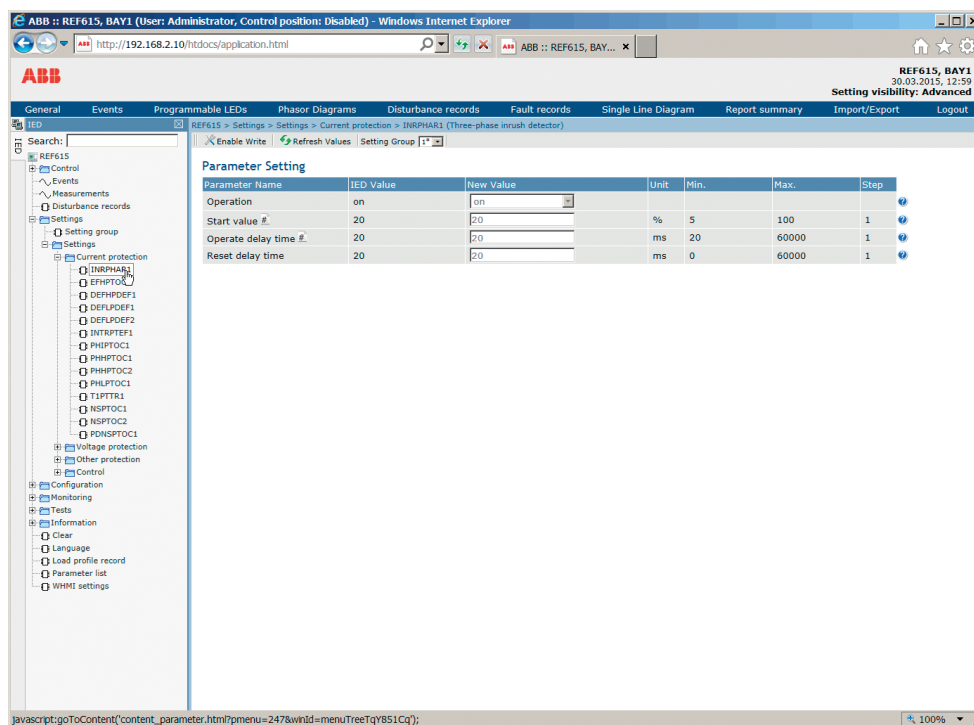 ABB :: REF615, BAY1 (User: Administrator, Control position: Disabled) - Windows Internet Explorer
http://192.168.2.10/htdocs/application.html
ABB :: REF615, BAY...
ABB
REF615, BAY1
30.03.2015, 12:59
Setting visibility: Advanced
General Events Programmable LEDs Phasor Diagrams Disturbance records Fault records Single Line Diagram Report summary Import/Export Logout
IED
REF615 > Settings > Settings > Current protection > INRPHAR1 (Three-phase inrush detector)
IED
Search:
Enable Write Refresh Values Setting Group 1*
REF615
Control
Events
Measurements
Disturbance records
Settings
Setting group
Settings
Current protection
INRPHAR1
DEFHPDEF1
DEFLPDEF1
DEFLPDEF2
INTRPTEF1
PHIPTOC1
PHHPTOC1
PHHPTOC2
PHLPTOC1
T1PTTR1
NSPTOC1
NSPTOC2
PDNSPTOC1
Voltage protection
Other protection
Control
Configuration
Monitoring
Tests
Information
Clear
Language
Load profile record
Parameter list
WHMI settings
Parameter Setting
Parameter Name IED Value New Value Unit Min. Max. Step
Operation on on
Start value # 20 20 % 5 100 1
Operate delay time # 20 20 ms 20 60000 1
Reset delay time 20 20 ms 0 60000 1
javascript:goToContent('content_parameter.html?pmenu=247&winId=menuTreeTqY851Cq');
100%